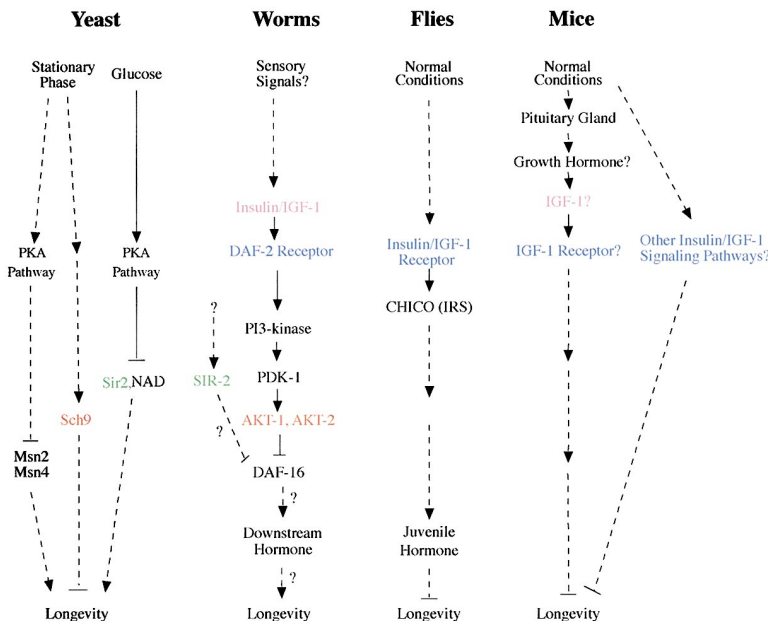 Yeast
Worms
Flies
Mice
Stationary
Phase
Glucose
PKA
Pathway
PKA
Pathway
Sir2,NAD
Sch9
Msn2
Msn4
Longevity
Sensory
Signals?
Insulin/IGF-1
DAF-2 Receptor
?
PI3-kinase
SIR-2
PDK-1
?
AKT-1, AKT-2
DAF-16
?
Downstream
Hormone
?
Longevity
Normal
Conditions
Insulin/IGF-1
Receptor
CHICO (IRS)
Juvenile
Hormone
Longevity
Normal
Conditions
Pituitary Gland
Growth Hormone?
IGF-1?
IGF-1 Receptor?
Other Insulin/IGF-1
Signaling Pathways?
Longevity